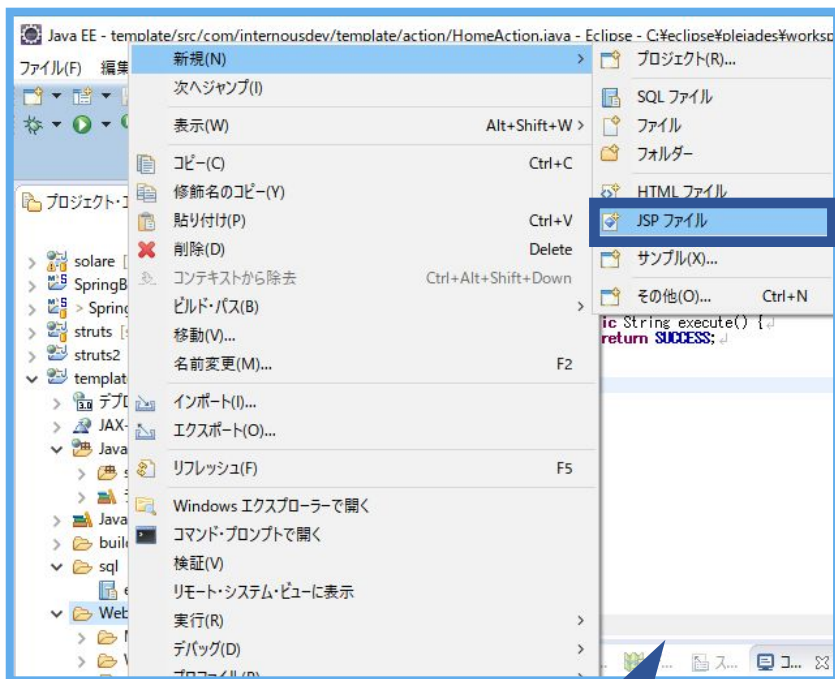 Java EE - template/src/com/internousdev/template/action/HomeAction.java - Eclipse - C:¥eclipse¥pleiades¥worksp
ファイル(F) 編集
新規(N) >
次へジャンプ(I)
表示(W) Alt+Shift+W >
コピー(C) Ctrl+C
修飾名のコピー(Y)
貼り付け(P) Ctrl+V
削除(D) Delete
コンテキストから除去 Ctrl+Alt+Shift+Down
ビルド・パス(B) >
移動(V)...
名前変更(M)... F2
インポート(I)...
エクスポート(O)...
リフレッシュ(F) F5
Windows エクスプローラーで開く
コマンド・プロンプトで開く
検証(V)
リモート・システム・ビューに表示
実行(R) >
デバッグ(D) >
プロジェクト(R)...
SQL ファイル
ファイル
フォルダー
HTML ファイル
JSP ファイル
サンプル(X)...
その他(O)... Ctrl+N
ic String execute() {
return SUCCESS;
プロジェクト・
solare [
SpringB
> Spring
struts [
struts2
templat
デプロ
JAX-
Java
Java
build
sql
Web
ス...
コ...